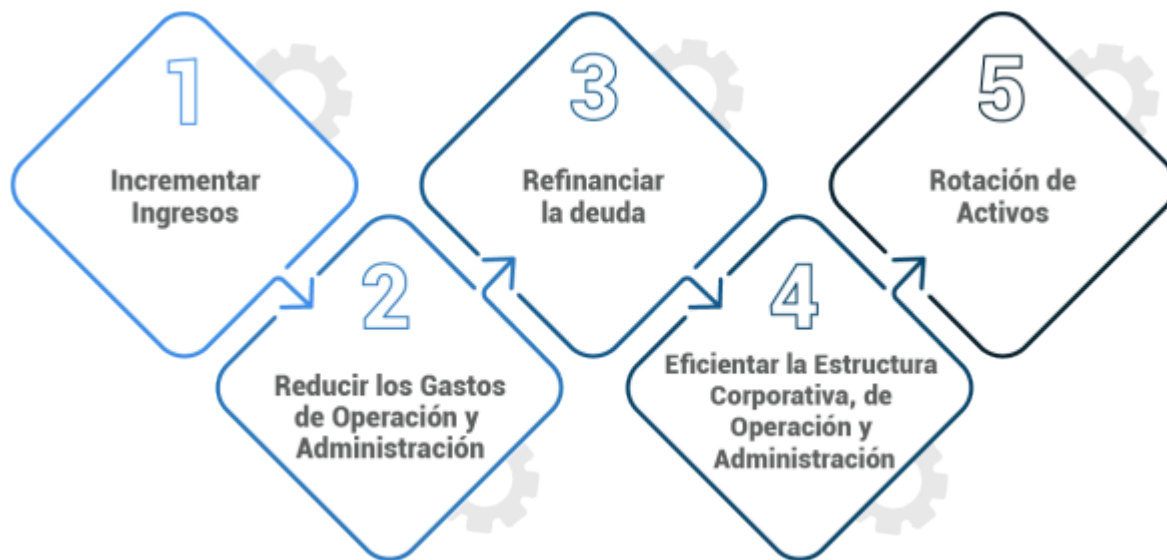 1
Incrementar
Ingresos
2
Reducir los Gastos
de Operación y
Administración
3
Refinanciar
la deuda
4
Eficientar la Estructura
Corporativa, de
Operación y
Administración
5
Rotación de
Activos